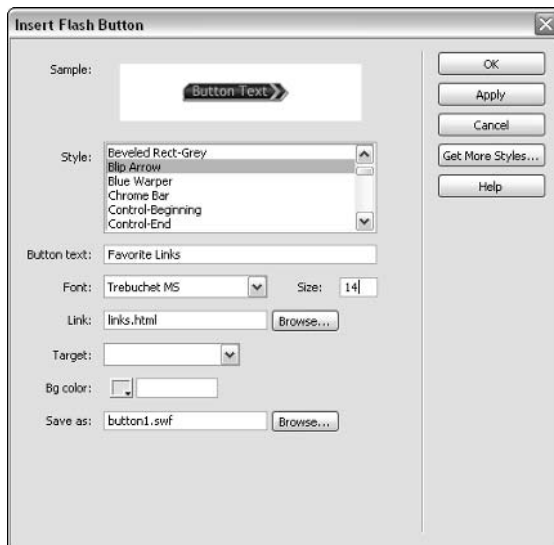 Insert Flash Button
Sample:
Button Text
Style:
Beveled Rect-Grey
Blip Arrow
Blue Warper
Chrome Bar
Control-Beginning
Control-End
Button text: Favorite Links
Font: Trebuchet MS Size: 14
Link: links.html Browse...
Target:
Bg color:
Save as: button1.swf Browse...
OK
Apply
Cancel
Get More Styles...
Help